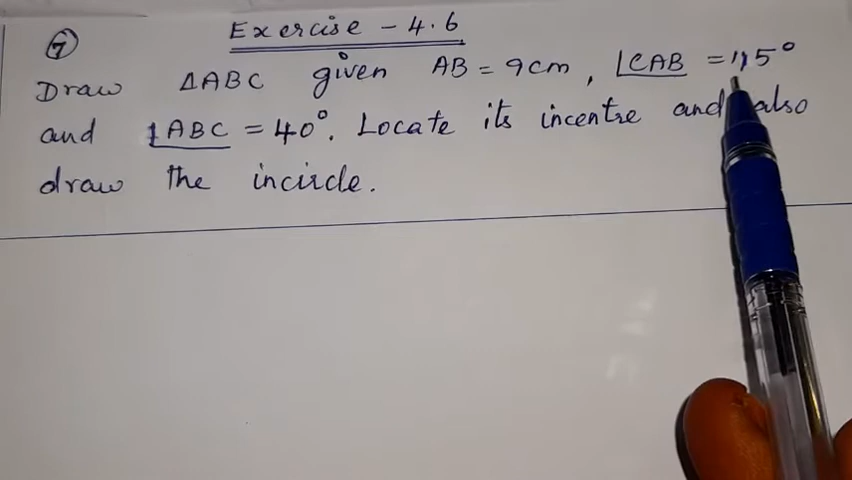 Exercise - 4.6
7
Draw ΔABC given AB = 9cm, ∠CAB = 115°
and ∠ABC = 40°. Locate its incentre and also
draw the incircle.